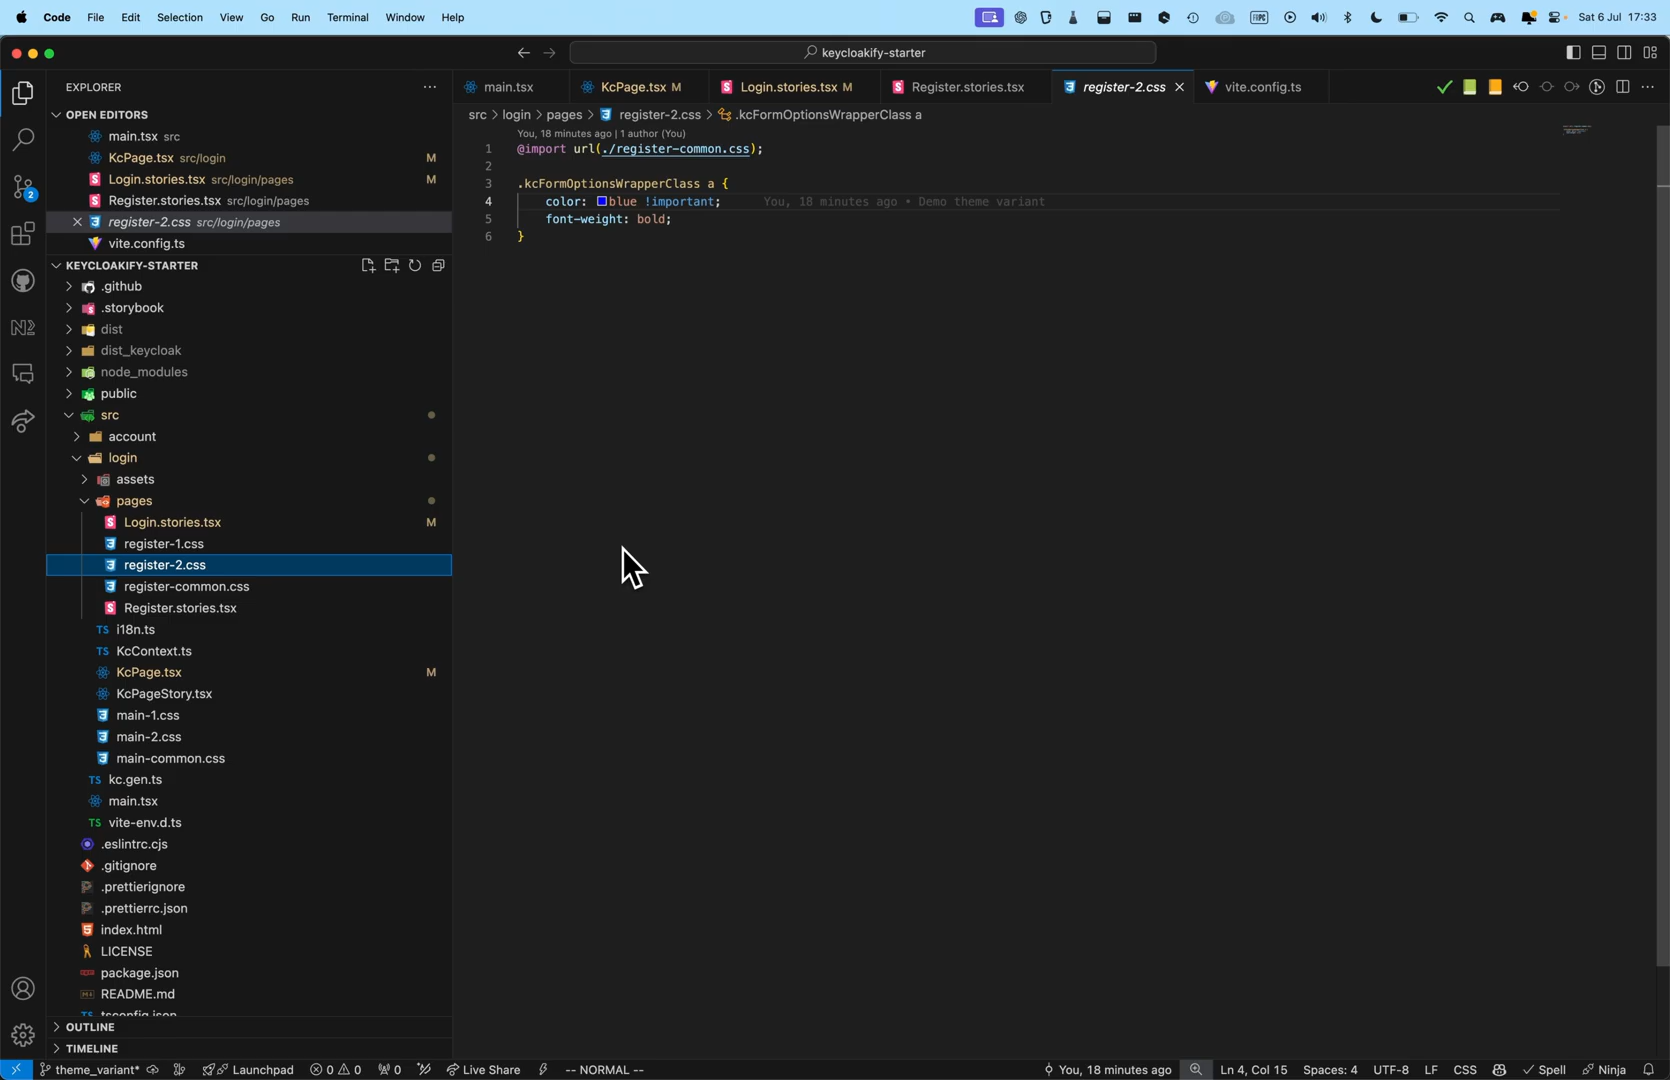 Code File Edit Selection View Go Run Terminal Window Help Sat 6 Jul 17:33
keycloakify-starter
EXPLORER
main.tsx KcPage.tsx M Login.stories.tsx M Register.stories.tsx register-2.css vite.config.ts
src > login > pages > register-2.css > .kcFormOptionsWrapperClass a
OPEN EDITORS
main.tsx src
KcPage.tsx src/login M
Login.stories.tsx src/login/pages M
Register.stories.tsx src/login/pages
register-2.css src/login/pages
vite.config.ts
KEYCLOAKIFY-STARTER
.github
.storybook
dist
dist_keycloak
node_modules
public
src
account
login
assets
pages
Login.stories.tsx M
register-1.css
register-2.css
register-common.css
Register.stories.tsx
TS i18n.ts
TS KcContext.ts
KcPage.tsx M
KcPageStory.tsx
main-1.css
main-2.css
main-common.css
TS kc.gen.ts
main.tsx
TS vite-env.d.ts
.eslintrc.cjs
.gitignore
.prettierignore
.prettierrc.json
index.html
LICENSE
package.json
README.md
tsconfig.json
OUTLINE
TIMELINE
You, 18 minutes ago | 1 author (You)
1 @import url(./register-common.css);
2
3 .kcFormOptionsWrapperClass a {
4 color: blue !important; You, 18 minutes ago • Demo theme variant
5 font-weight: bold;
6 }
theme_variant* Launchpad 0 0 0 Live Share -- NORMAL -- You, 18 minutes ago Ln 4, Col 15 Spaces: 4 UTF-8 LF CSS Spell Ninja